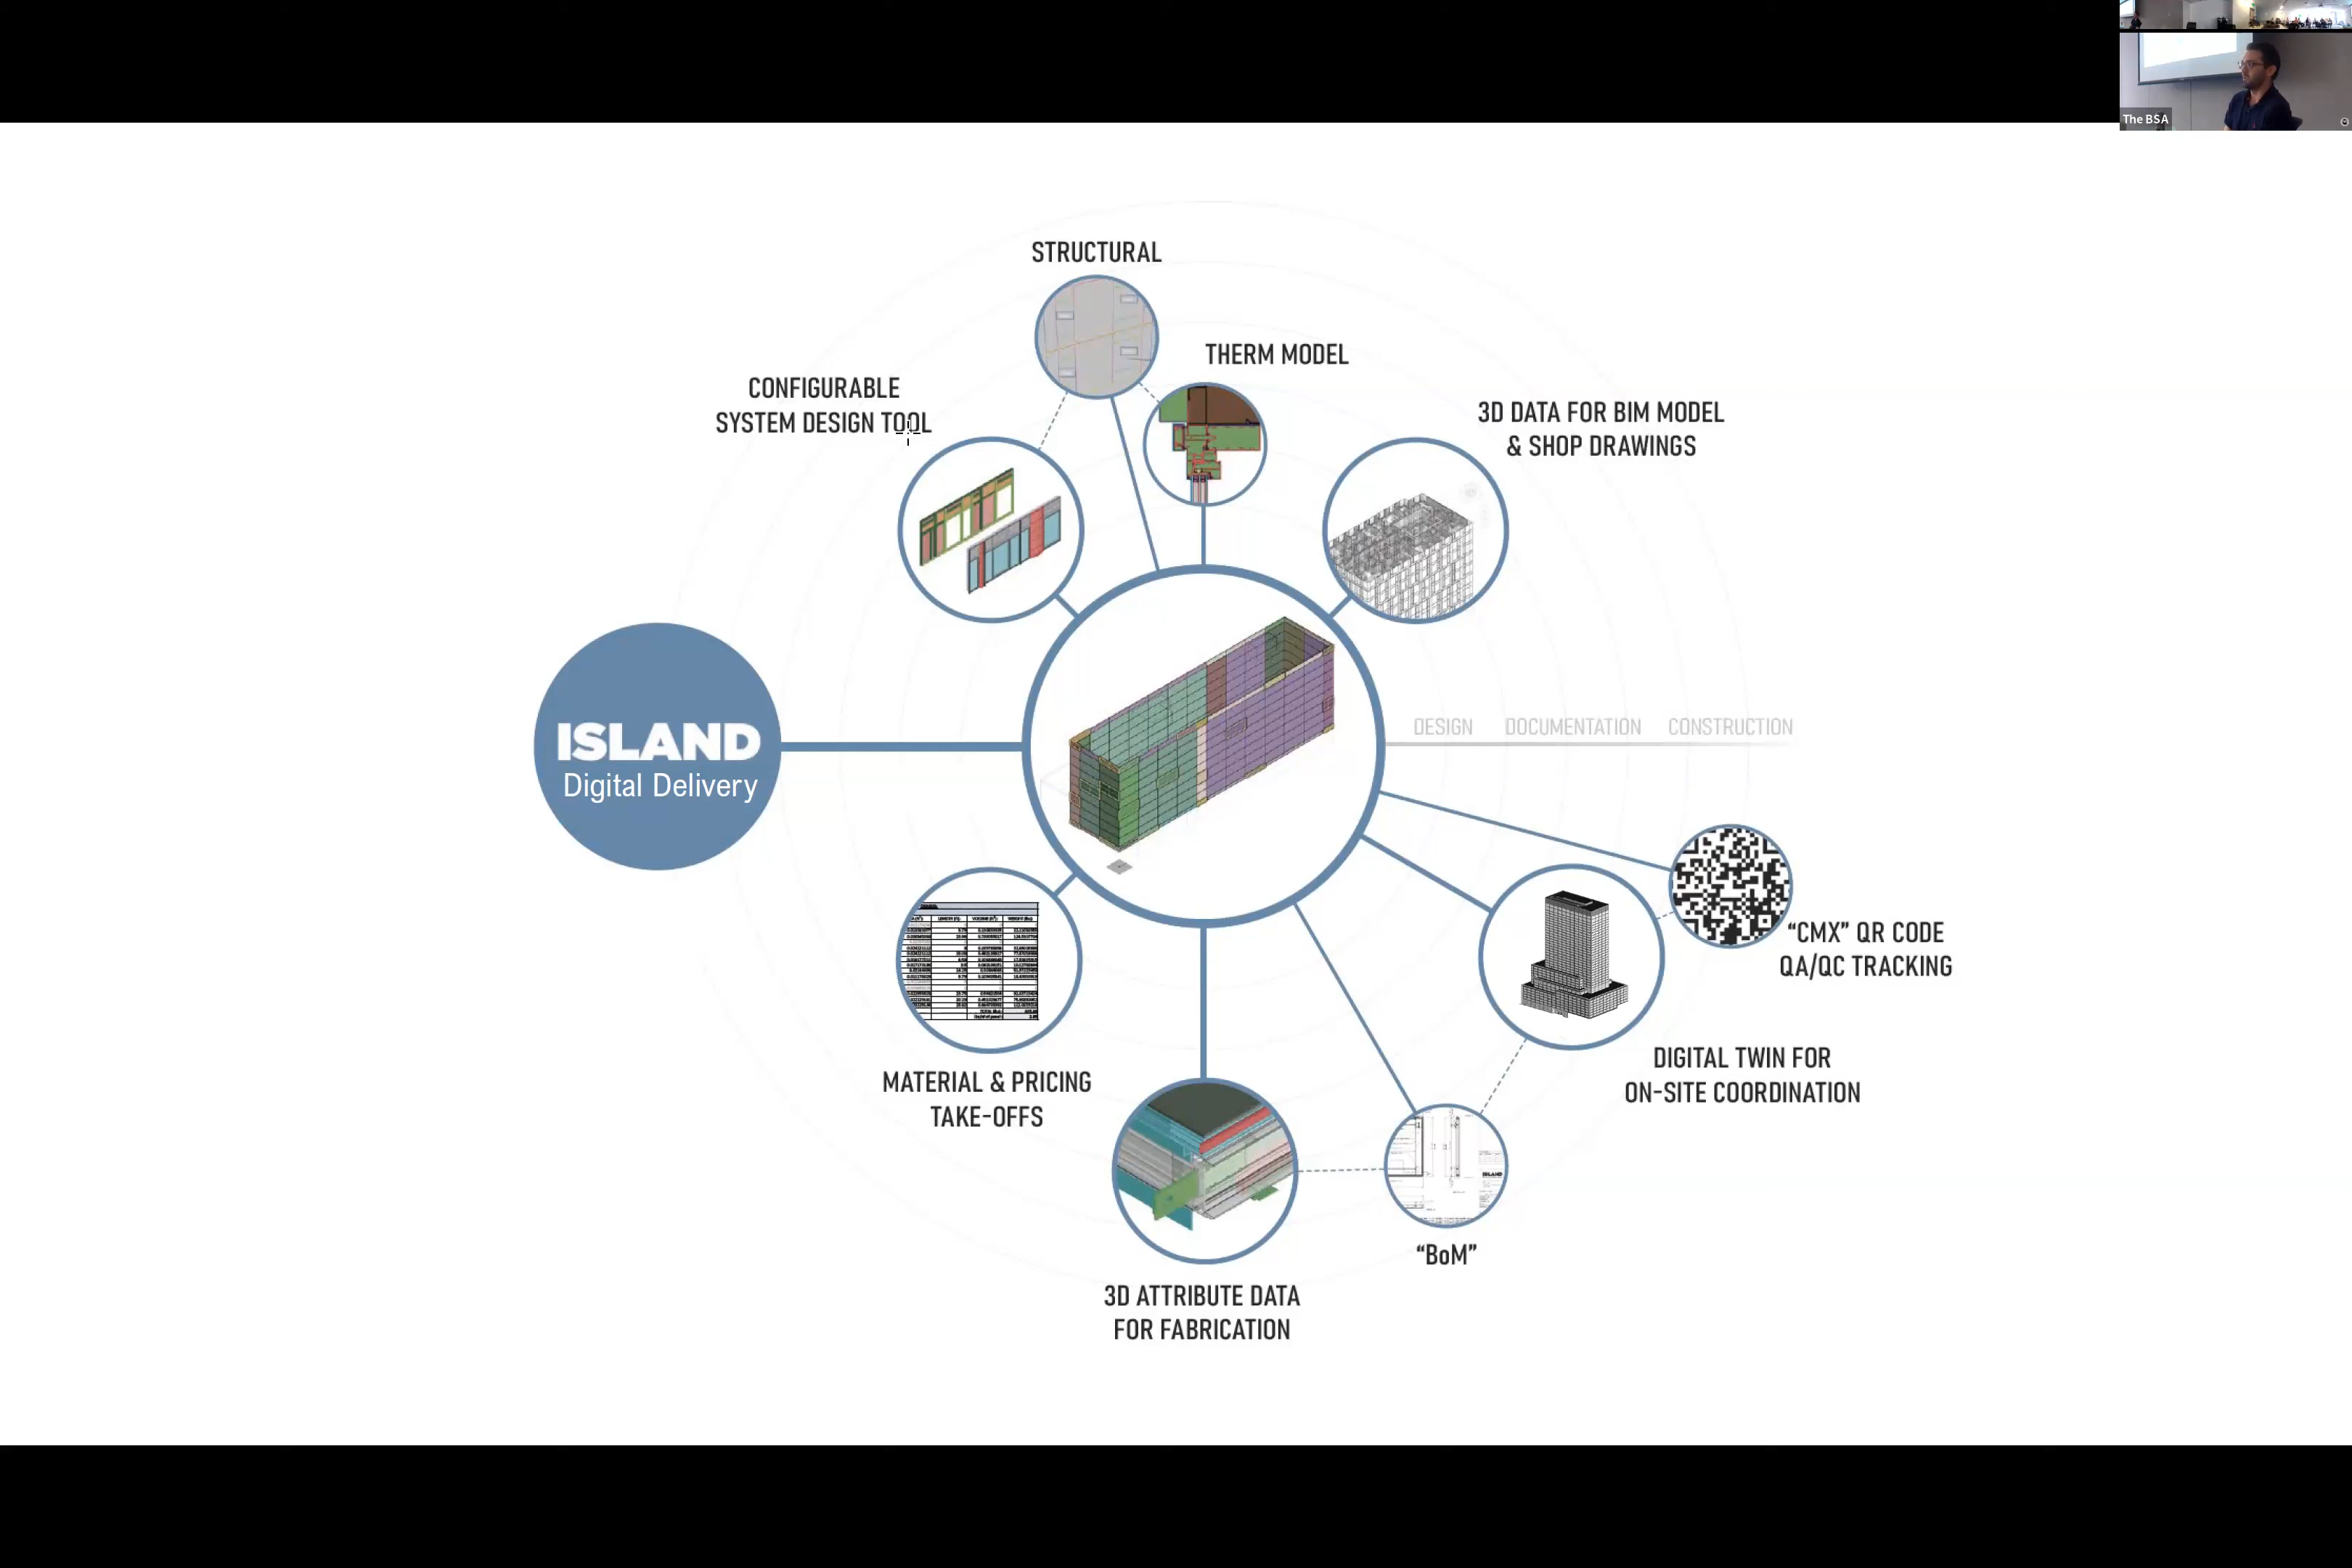 The BSA
STRUCTURAL
THERM MODEL
CONFIGURABLE
SYSTEM DESIGN TOOL
3D DATA FOR BIM MODEL
& SHOP DRAWINGS
ISLAND
Digital Delivery
DESIGN DOCUMENTATION CONSTRUCTION
"CMX" QR CODE
QA/QC TRACKING
DIGITAL TWIN FOR
ON-SITE COORDINATION
MATERIAL & PRICING
TAKE-OFFS
ISLAND
"BoM"
3D ATTRIBUTE DATA
FOR FABRICATION